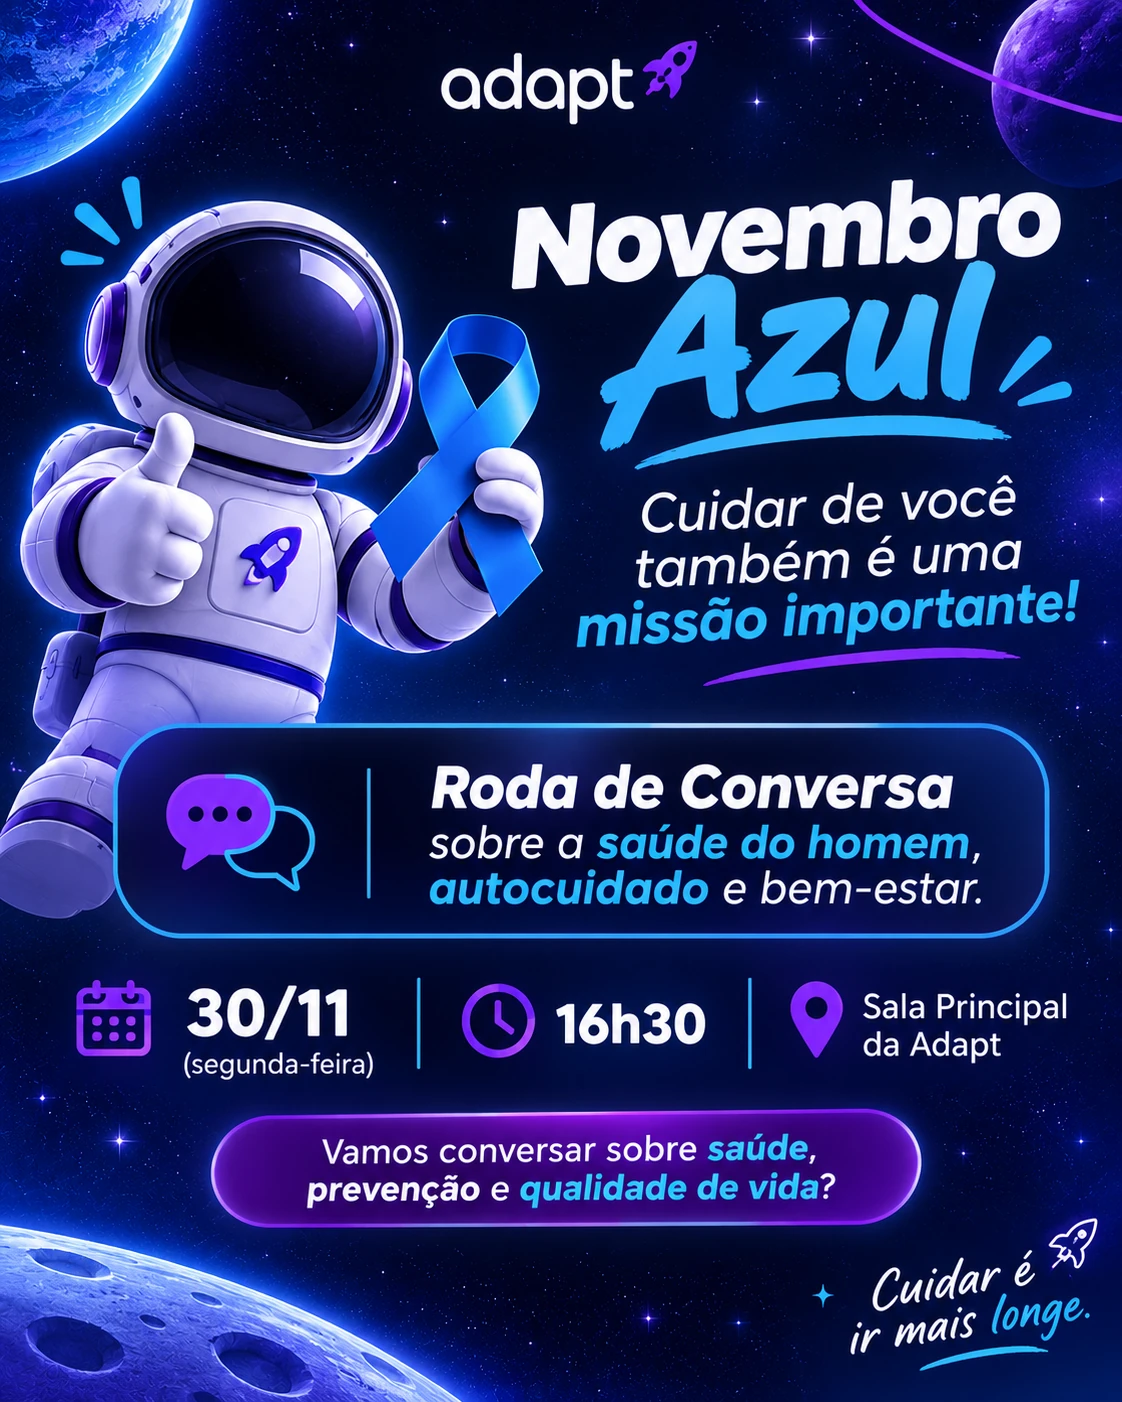 adapt
Novembro
Azul
Cuidar de você
também é uma
missão importante!
Roda de Conversa
sobre a saúde do homem,
autocuidado e bem-estar.
30/11
(segunda-feira)
16h30
Sala Principal
da Adapt
Vamos conversar sobre saúde,
prevenção e qualidade de vida?
Cuidar é
ir mais longe.